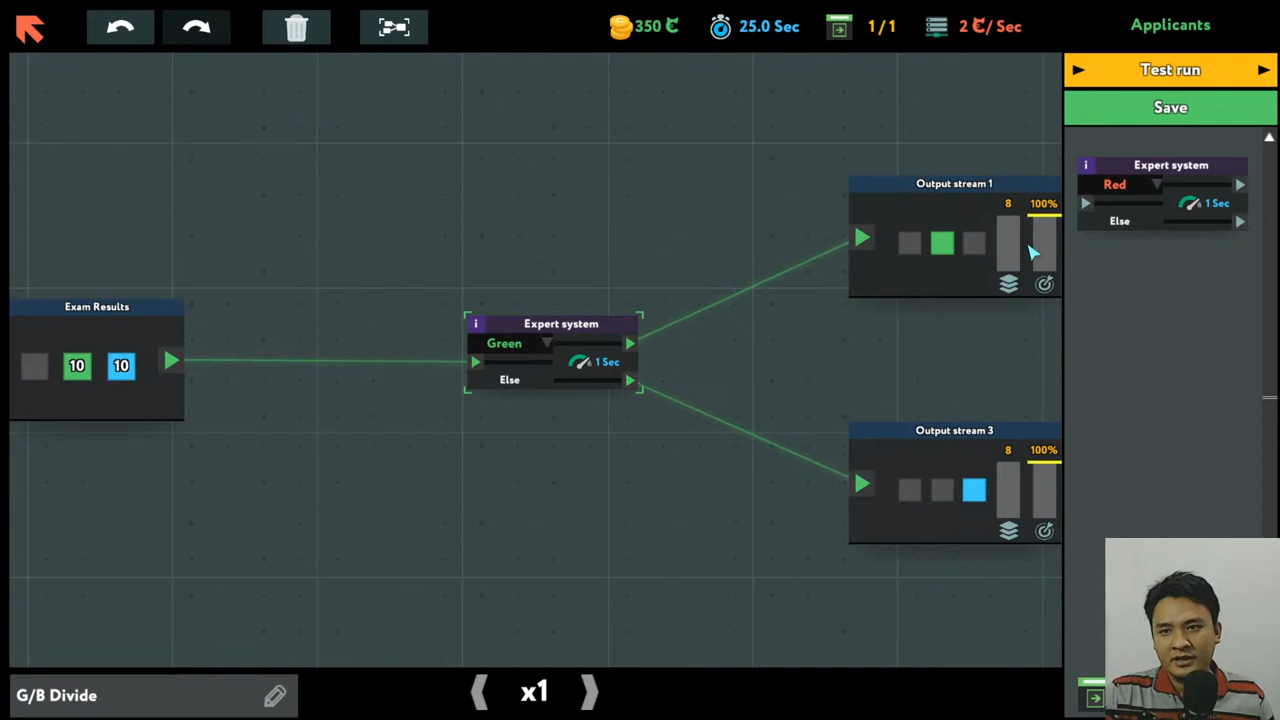 350 C 25.0 Sec 1/1 2 C/ Sec Applicants
Test run
Save
Expert system
Red
1 Sec
Else
Output stream 1
8 100%
Exam Results
10 10
Expert system
Green
1 Sec
Else
Output stream 3
8 100%
G/B Divide
x1